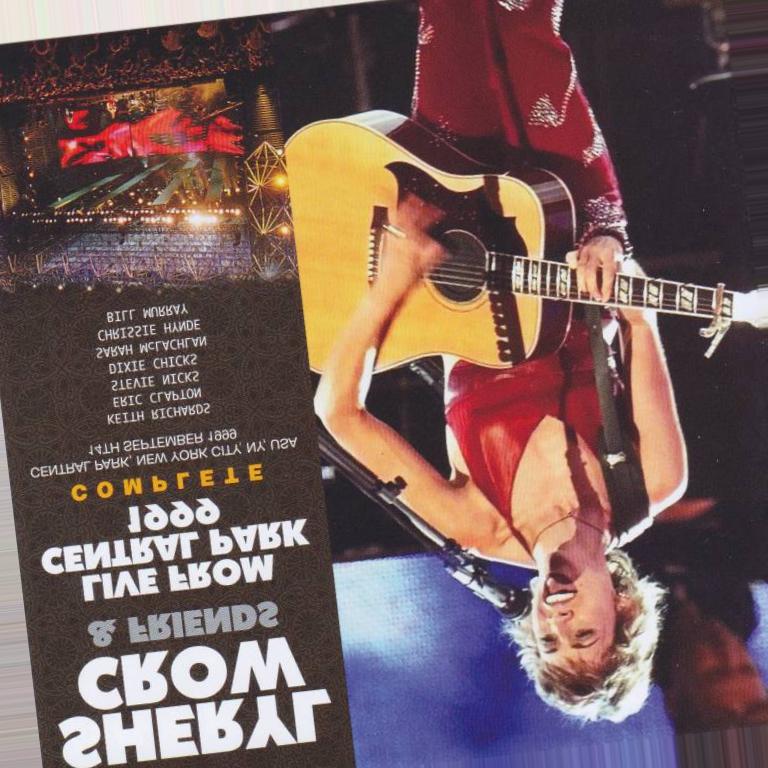 SHERYL
CROW
& FRIENDS
LIVE FROM
CENTRAL PARK
1999
COMPLETE
CENTRAL PARK, NEW YORK CITY, NY, USA
14TH SEPTEMBER 1999
KEITH RICHARDS
ERIC CLAPTON
STEVIE NICKS
DIXIE CHICKS
SARAH McLACHLAN
CHRISSIE HYNDE
BILL MURRAY